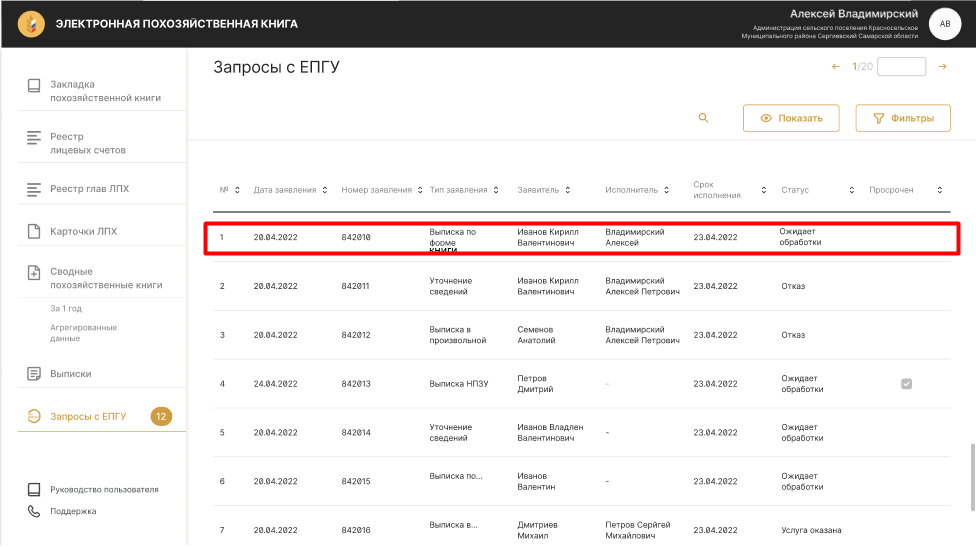 ЭЛЕКТРОННАЯ ПОХОЗЯЙСТВЕННАЯ КНИГА
Алексей Владимирский
Администрация сельского поселения Красносельское
Муниципального района Сергиевский Самарской области
АВ
Закладка
похозяйственной книги
Реестр
лицевых счетов
Реестр глав ЛПХ
Карточки ЛПХ
Сводные
похозяйственные книги
За 1 год
Агрегированные
данные
Выписки
Запросы с ЕПГУ 12
Руководство пользователя
Поддержка
Запросы с ЕПГУ
← 1/20 →
Показать
Фильтры
№ Дата заявления Номер заявления Тип заявления Заявитель Исполнитель Срок исполнения Статус Просрочен
1 20.04.2022 842010 Выписка по форме книги Иванов Кирилл Валентинович Владимирский Алексей 23.04.2022 Ожидает обработки
2 20.04.2022 842011 Уточнение сведений Иванов Кирилл Валентинович Владимирский Алексей Петрович 23.04.2022 Отказ
3 20.04.2022 842012 Выписка в произвольной Семенов Анатолий Владимирский Алексей Петрович 23.04.2022 Отказ
4 24.04.2022 842013 Выписка НПЗУ Петров Дмитрий - 23.04.2022 Ожидает обработки
5 20.04.2022 842014 Уточнение сведений Иванов Владлен Валентинович - 23.04.2022 Ожидает обработки
6 20.04.2022 842015 Выписка по... Иванов Валентин - 23.04.2022 Ожидает обработки
7 20.04.2022 842016 Выписка в... Дмитриев Михаил Петров Серйгей Михайлович 23.04.2022 Услуга оказана